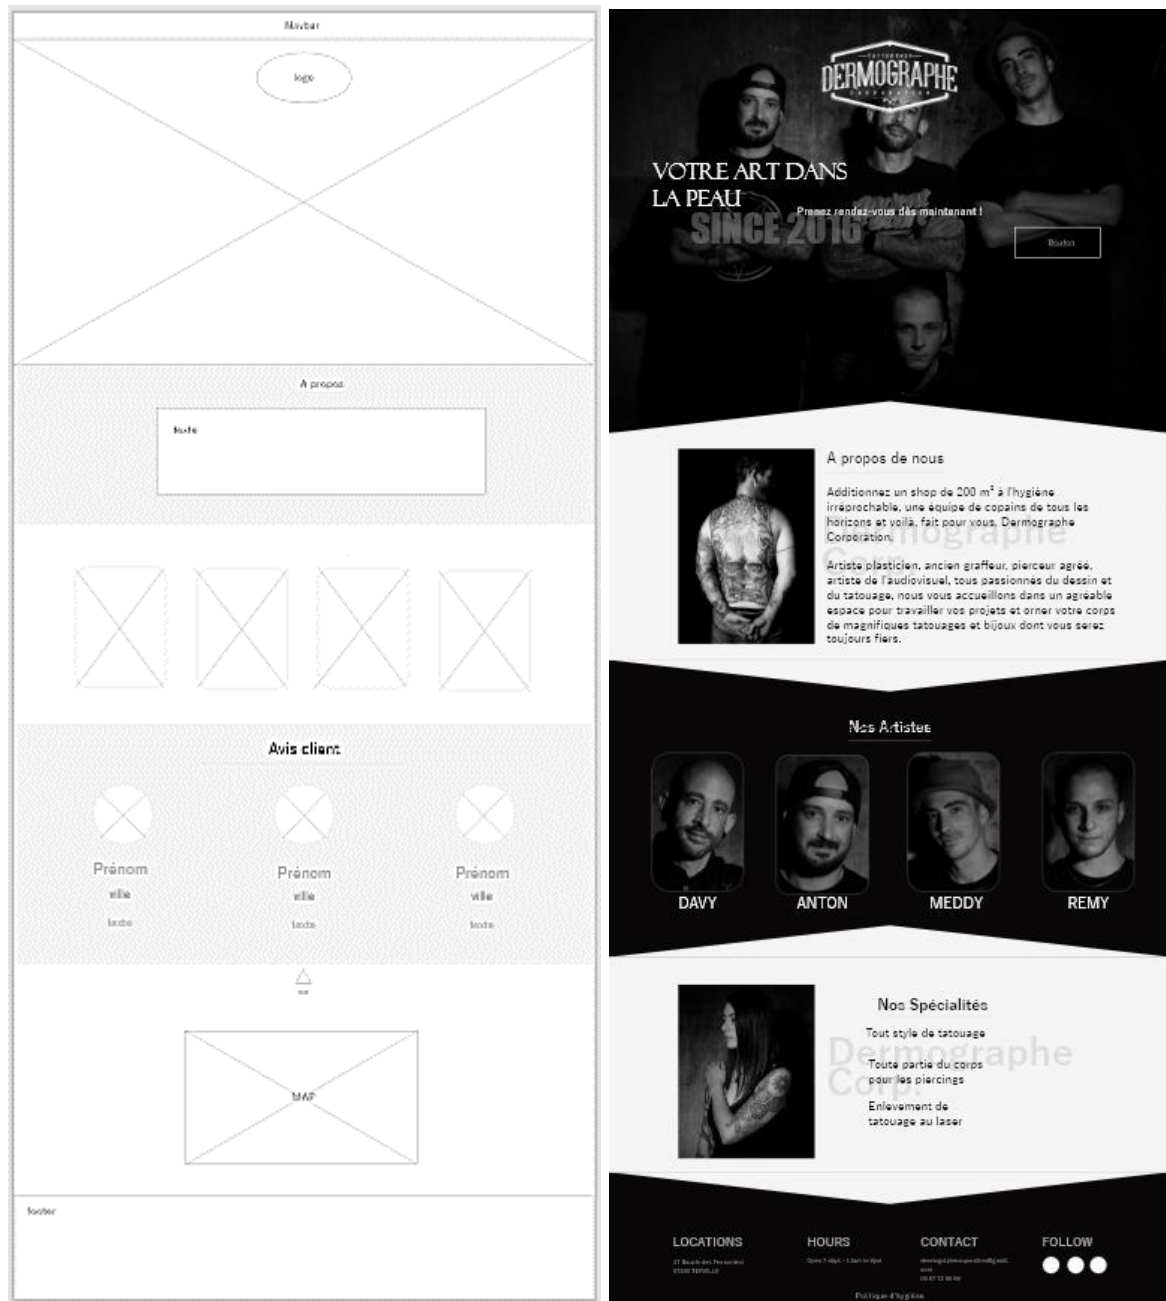 Navbar
logo
A propos
texte
Avis client
Prénom
ville
texte
Prénom
ville
texte
Prénom
ville
texte
MAP
footer
DERMOGRAPHE
CORPORATION
VOTRE ART DANS
LA PEAU
SINCE 2016
Prenez rendez-vous dès maintenant !
Bouton
A propos de nous
Additionnez un shop de 200 m² à l'hygiène
irréprochable, une équipe de copains de tous les
horizons et voilà, fait pour vous, Dermographe
Corporation.
Dermographe
Corp.
Artiste plasticien, ancien graffeur, pierceur agréé,
artiste de l'audiovisuel, tous passionnés du dessin et
du tatouage, nous vous accueillons dans un agréable
espace pour travailler vos projets et orner votre corps
de magnifiques tatouages et bijoux dont vous serez
toujours fiers.
Nos Artistes
DAVY
ANTON
MEDDY
REMY
Nos Spécialités
Tout style de tatouage
Dermographe
Corp.
Toute partie du corps
pour les piercings
Enlevement de
tatouage au laser
LOCATIONS
HOURS
CONTACT
FOLLOW
Politique d'hygiène